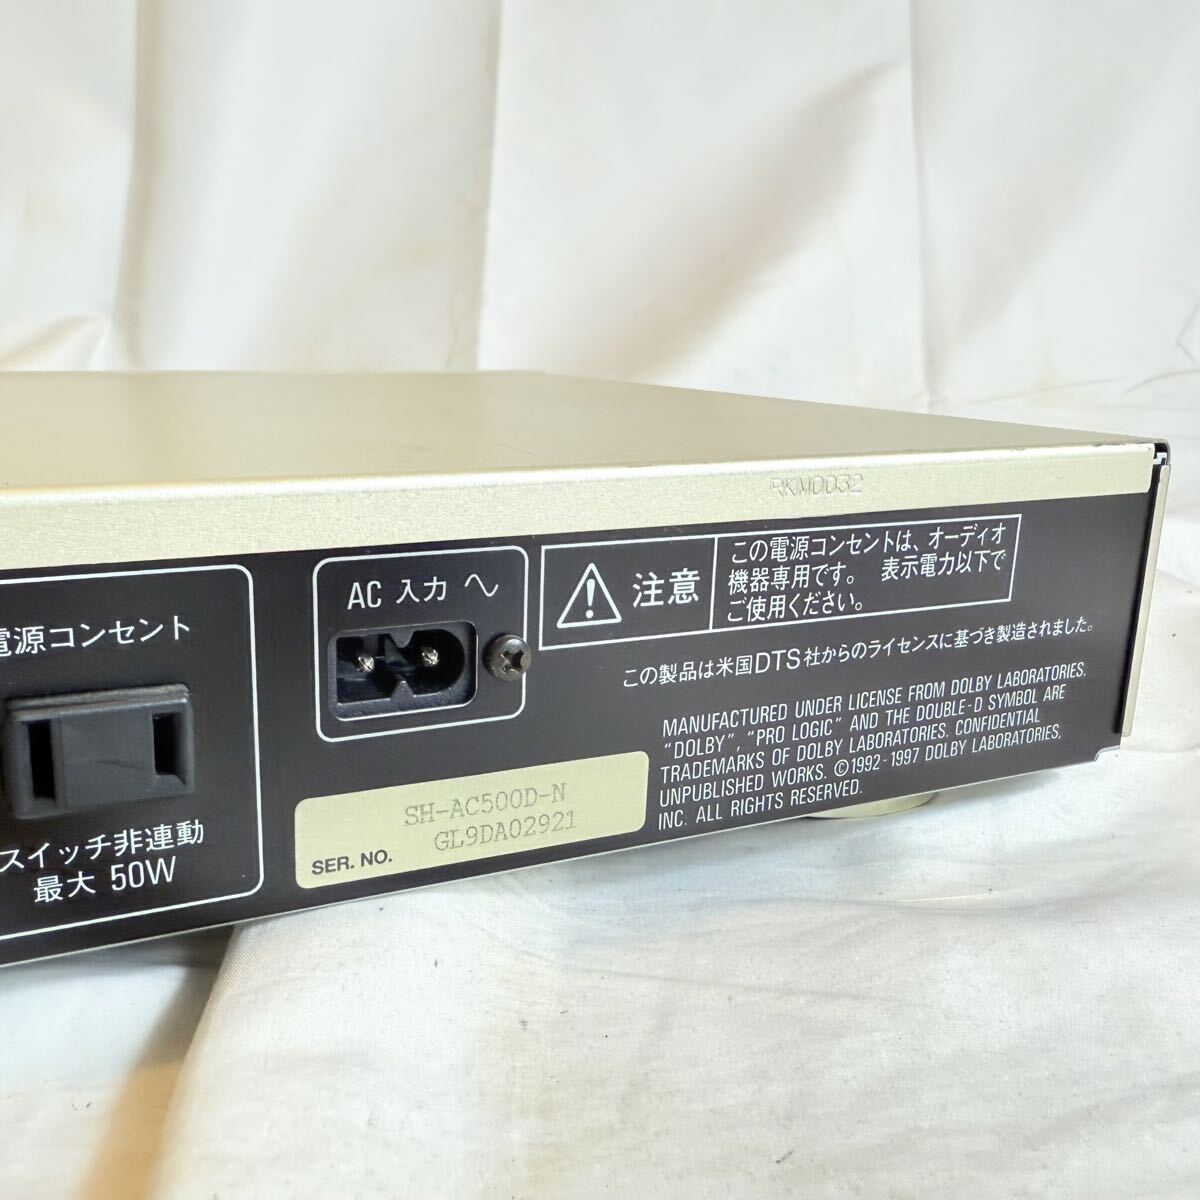 RKM0032
電源コンセント
スイッチ非連動
最大 50W
AC 入力 〜
注意
この電源コンセントは、オーディオ
機器専用です。 表示電力以下で
ご使用ください。
この製品は米国DTS社からのライセンスに基づき製造されました。
MANUFACTURED UNDER LICENSE FROM DOLBY LABORATORIES.
"DOLBY", "PRO LOGIC" AND THE DOUBLE-D SYMBOL ARE
TRADEMARKS OF DOLBY LABORATORIES. CONFIDENTIAL
UNPUBLISHED WORKS. ©1992-1997 DOLBY LABORATORIES,
INC. ALL RIGHTS RESERVED.
SH-AC500D-N
GL9DA02921
SER. NO.